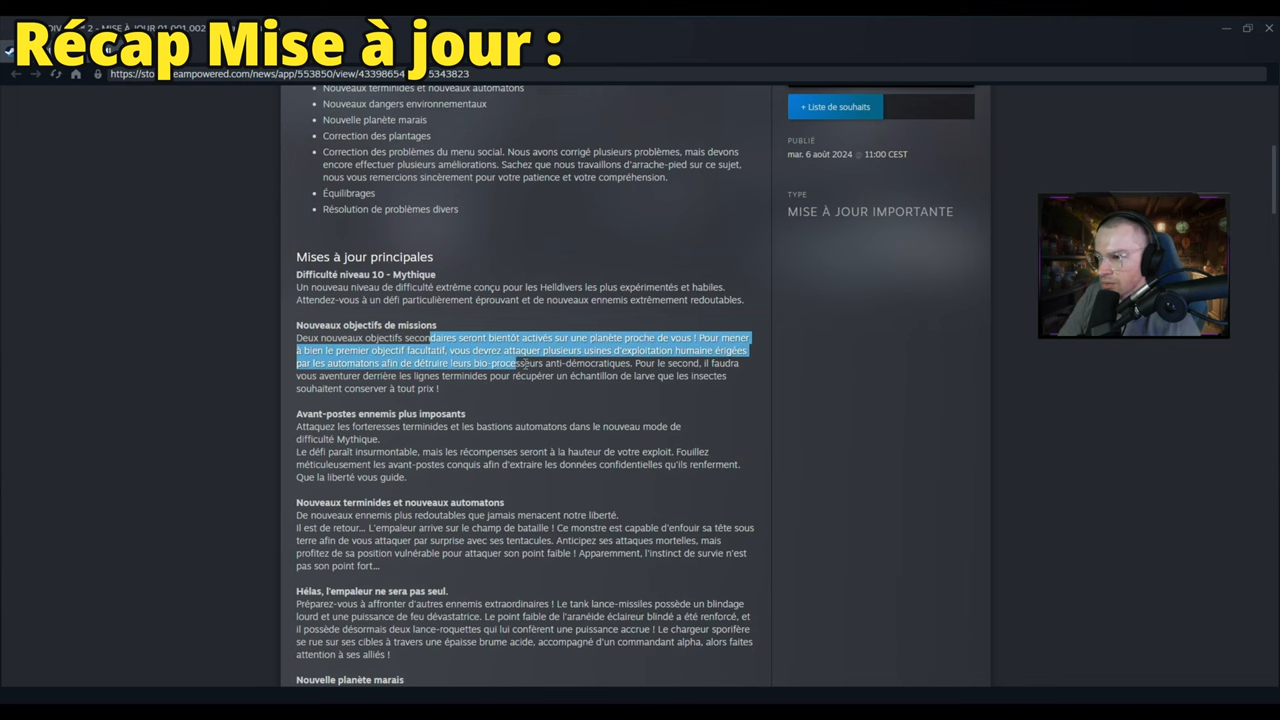 Récap Mise à jour :
2 - MISE À JOUR 01.001.002
https://sto eampowered.com/news/app/553850/view/43398654 5343823
Nouveaux terminides et nouveaux automatons
Nouveaux dangers environnementaux
Nouvelle planète marais
Correction des plantages
Correction des problèmes du menu social. Nous avons corrigé plusieurs problèmes, mais devons
encore effectuer plusieurs améliorations. Sachez que nous travaillons d'arrache-pied sur ce sujet,
nous vous remercions sincèrement pour votre patience et votre compréhension.
Équilibrages
Résolution de problèmes divers
+ Liste de souhaits
PUBLIÉ
mar. 6 août 2024 @ 11:00 CEST
TYPE
MISE À JOUR IMPORTANTE
Mises à jour principales
Difficulté niveau 10 - Mythique
Un nouveau niveau de difficulté extrême conçu pour les Helldivers les plus expérimentés et habiles.
Attendez-vous à un défi particulièrement éprouvant et de nouveaux ennemis extrêmement redoutables.
Nouveaux objectifs de missions
Deux nouveaux objectifs secondaires seront bientôt activés sur une planète proche de vous ! Pour mener
à bien le premier objectif facultatif, vous devrez attaquer plusieurs usines d'exploitation humaine érigées
par les automatons afin de détruire leurs bio-processeurs anti-démocratiques. Pour le second, il faudra
vous aventurer derrière les lignes terminides pour récupérer un échantillon de larve que les insectes
souhaitent conserver à tout prix !
Avant-postes ennemis plus imposants
Attaquez les forteresses terminides et les bastions automatons dans le nouveau mode de
difficulté Mythique.
Le défi paraît insurmontable, mais les récompenses seront à la hauteur de votre exploit. Fouillez
méticuleusement les avant-postes conquis afin d'extraire les données confidentielles qu'ils renferment.
Que la liberté vous guide.
Nouveaux terminides et nouveaux automatons
De nouveaux ennemis plus redoutables que jamais menacent notre liberté.
Il est de retour... L'empaleur arrive sur le champ de bataille ! Ce monstre est capable d'enfouir sa tête sous
terre afin de vous attaquer par surprise avec ses tentacules. Anticipez ses attaques mortelles, mais
profitez de sa position vulnérable pour attaquer son point faible ! Apparemment, l'instinct de survie n'est
pas son point fort...
Hélas, l'empaleur ne sera pas seul.
Préparez-vous à affronter d'autres ennemis extraordinaires ! Le tank lance-missiles possède un blindage
lourd et une puissance de feu dévastatrice. Le point faible de l'aranéide éclaireur blindé a été renforcé, et
il possède désormais deux lance-roquettes qui lui confèrent une puissance accrue ! Le chargeur sporifère
se rue sur ses cibles à travers une épaisse brume acide, accompagné d'un commandant alpha, alors faites
attention à ses alliés !
Nouvelle planète marais